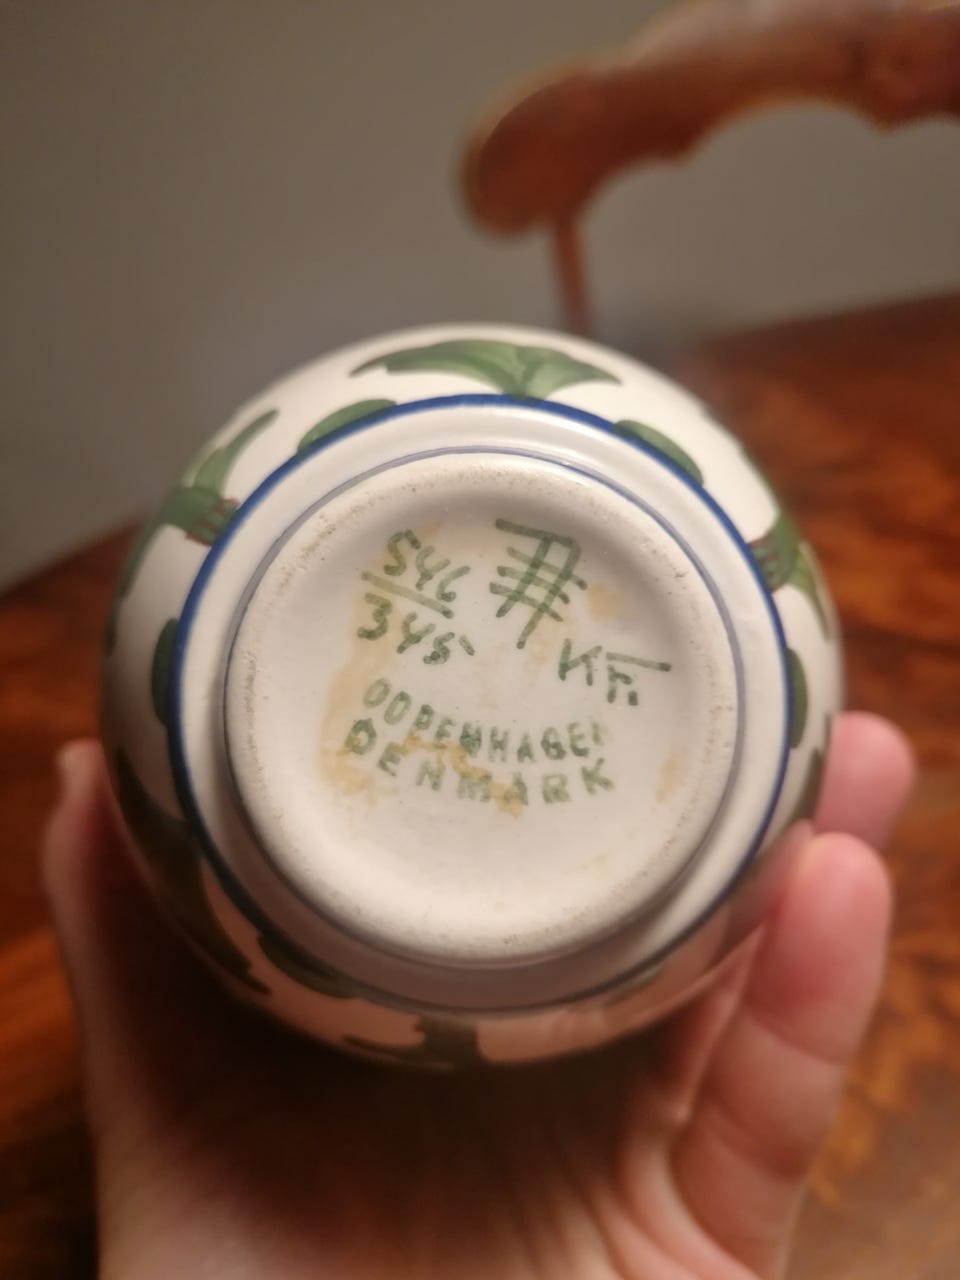 546
345
KF.
COPENHAGEN
DENMARK